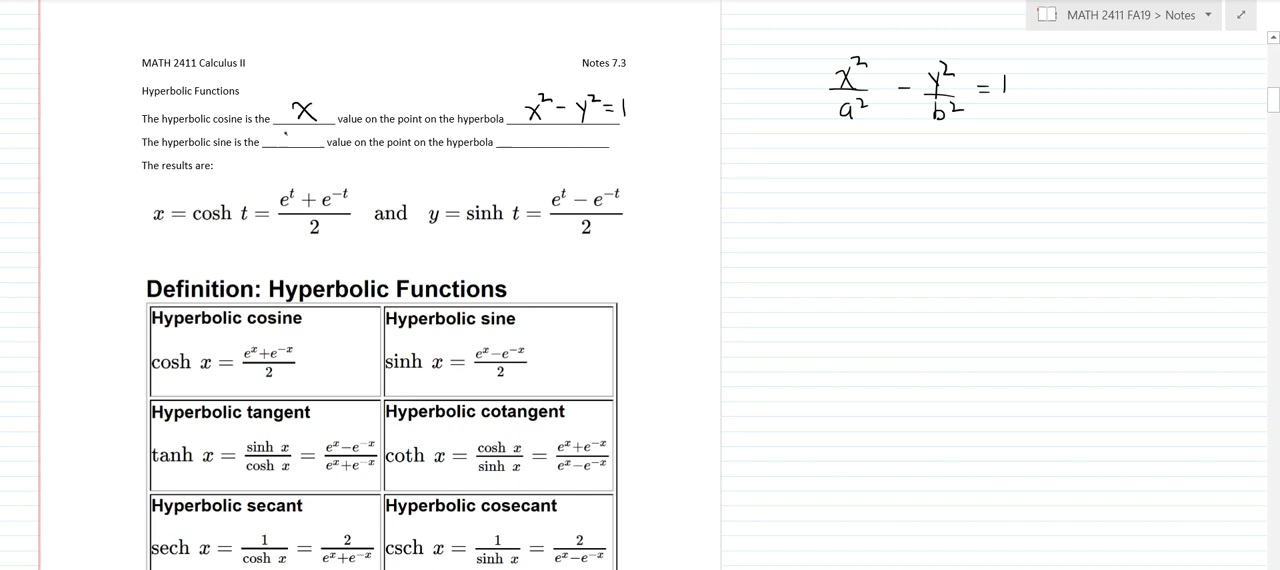 MATH 2411 FA19 > Notes
MATH 2411 Calculus II Notes 7.3
Hyperbolic Functions
The hyperbolic cosine is the x value on the point on the hyperbola x² - y² = 1
The hyperbolic sine is the ________ value on the point on the hyperbola ________________
The results are:
x = cosh t = (e^t + e^-t)/2 and y = sinh t = (e^t − e^-t)/2
Definition: Hyperbolic Functions
Hyperbolic cosine Hyperbolic sine
cosh x = (e^x+e^-x)/2 sinh x = (e^x−e^-x)/2
Hyperbolic tangent Hyperbolic cotangent
tanh x = sinh x/cosh x = (e^x−e^-x)/(e^x+e^-x) coth x = cosh x/sinh x = (e^x+e^-x)/(e^x−e^-x)
Hyperbolic secant Hyperbolic cosecant
sech x = 1/cosh x = 2/(e^x+e^-x) csch x = 1/sinh x = 2/(e^x−e^-x)
x²/a² - y²/b² = 1